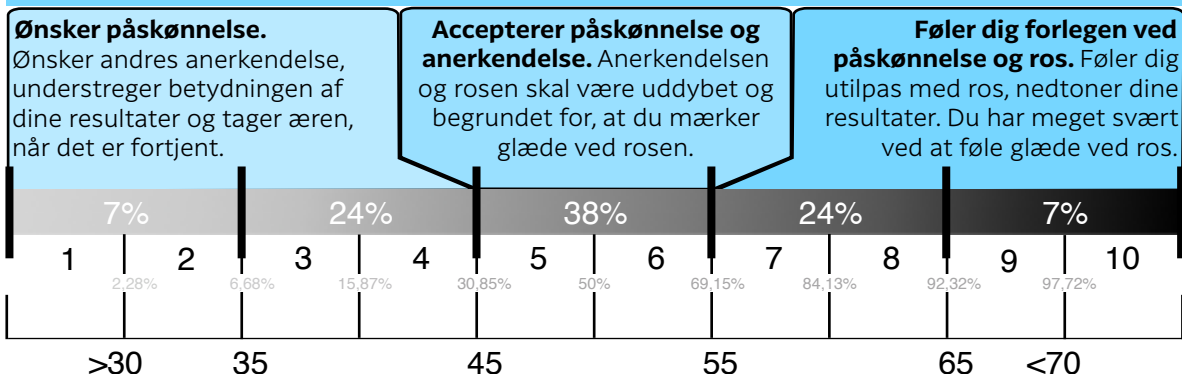 Ønsker påskønnelse.
Ønsker andres anerkendelse,
understreger betydningen af
dine resultater og tager æren,
når det er fortjent.
Accepterer påskønnelse og
anerkendelse. Anerkendelsen
og rosen skal være uddybet og
begrundet for, at du mærker
glæde ved rosen.
Føler dig forlegen ved
påskønnelse og ros. Føler dig
utilpas med ros, nedtoner dine
resultater. Du har meget svært
ved at føle glæde ved ros.
7% 24% 38% 24% 7%
1 2 3 4 5 6 7 8 9 10
2,28% 6,68% 15,87% 30,85% 50% 69,15% 84,13% 92,32% 97,72%
>30 35 45 55 65 <70